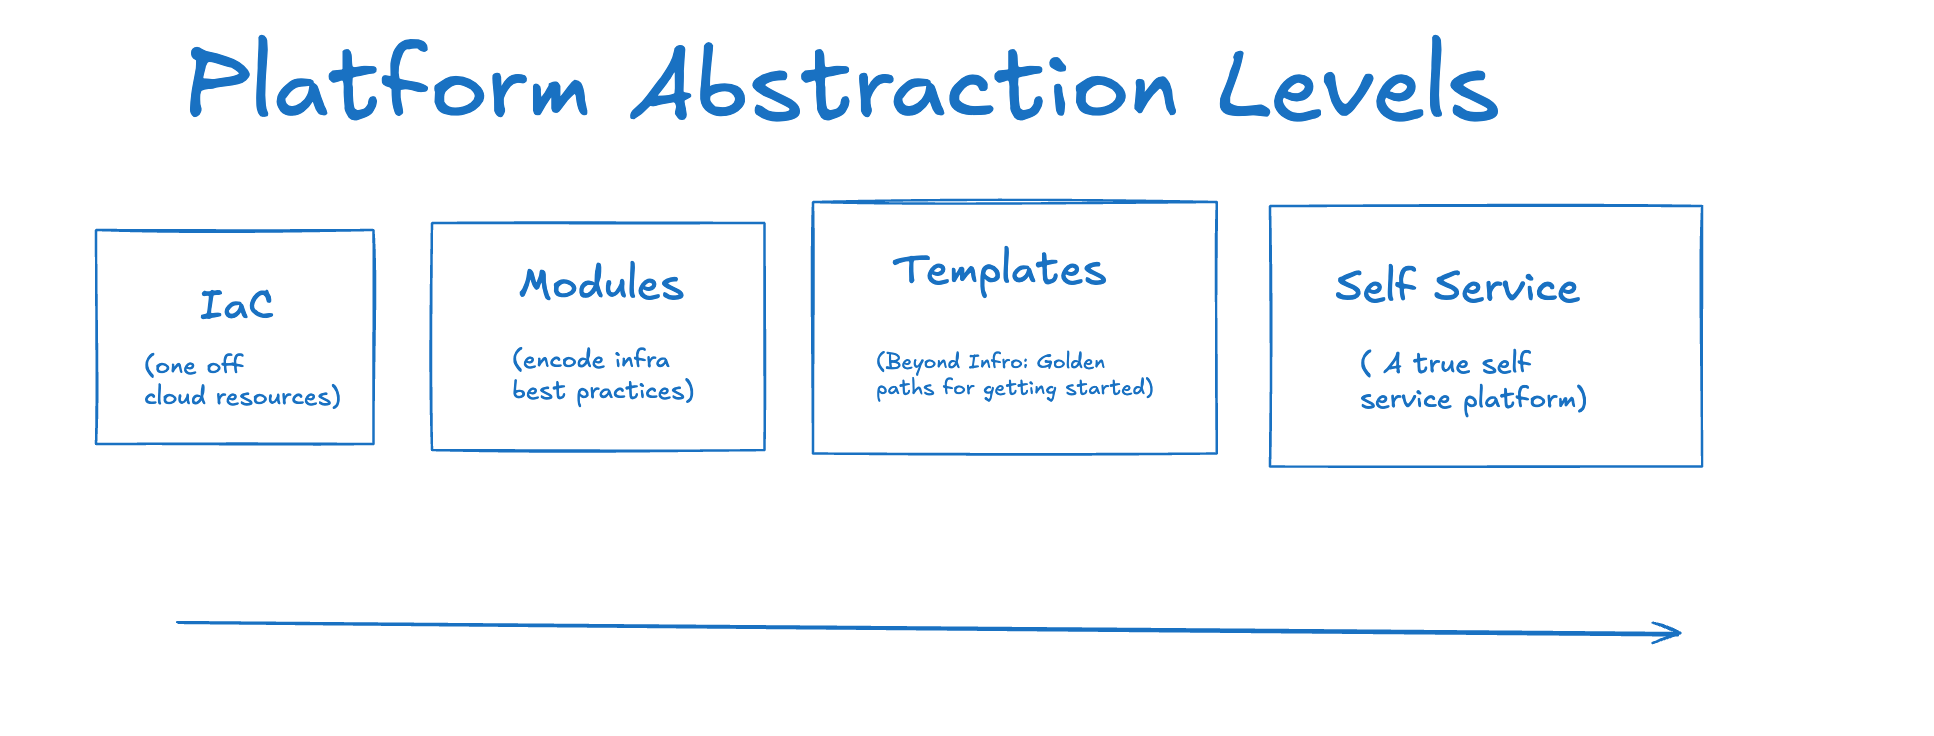 Platform Abstraction Levels
IaC
(one off
cloud resources)
Modules
(encode infra
best practices)
Templates
(Beyond Infro: Golden
paths for getting started)
Self Service
( A true self
service platform)